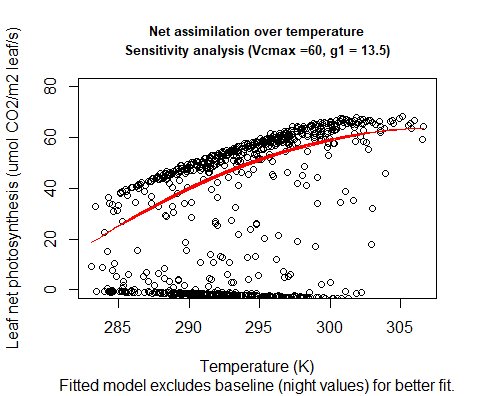 Net assimilation over temperature
Sensitivity analysis (Vcmax =60, g1 = 13.5)
Leaf net photosynthesis (umol CO2/m2 leaf/s)
80
60
40
20
0
285
290
295
300
305
Temperature (K)
Fitted model excludes baseline (night values) for better fit.